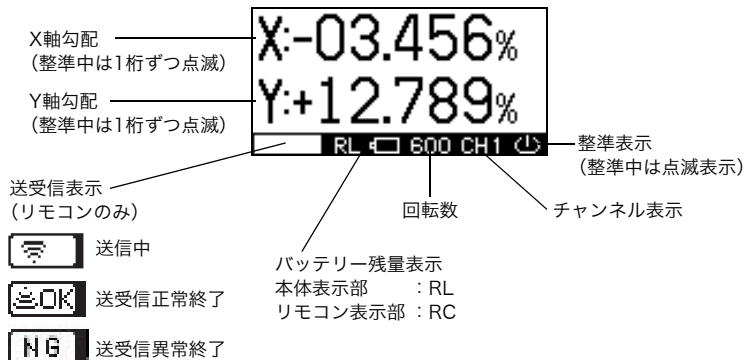 X軸勾配
(整準中は1桁ずつ点滅)
X:-03.456%
Y軸勾配
(整準中は1桁ずつ点滅)
Y:+12.789%
RL 600 CH1
整準表示
(整準中は点滅表示)
送受信表示
(リモコンのみ)
回転数
チャンネル表示
送信中
バッテリー残量表示
本体表示部 :RL
リモコン表示部:RC
OK 送受信正常終了
NG 送受信異常終了